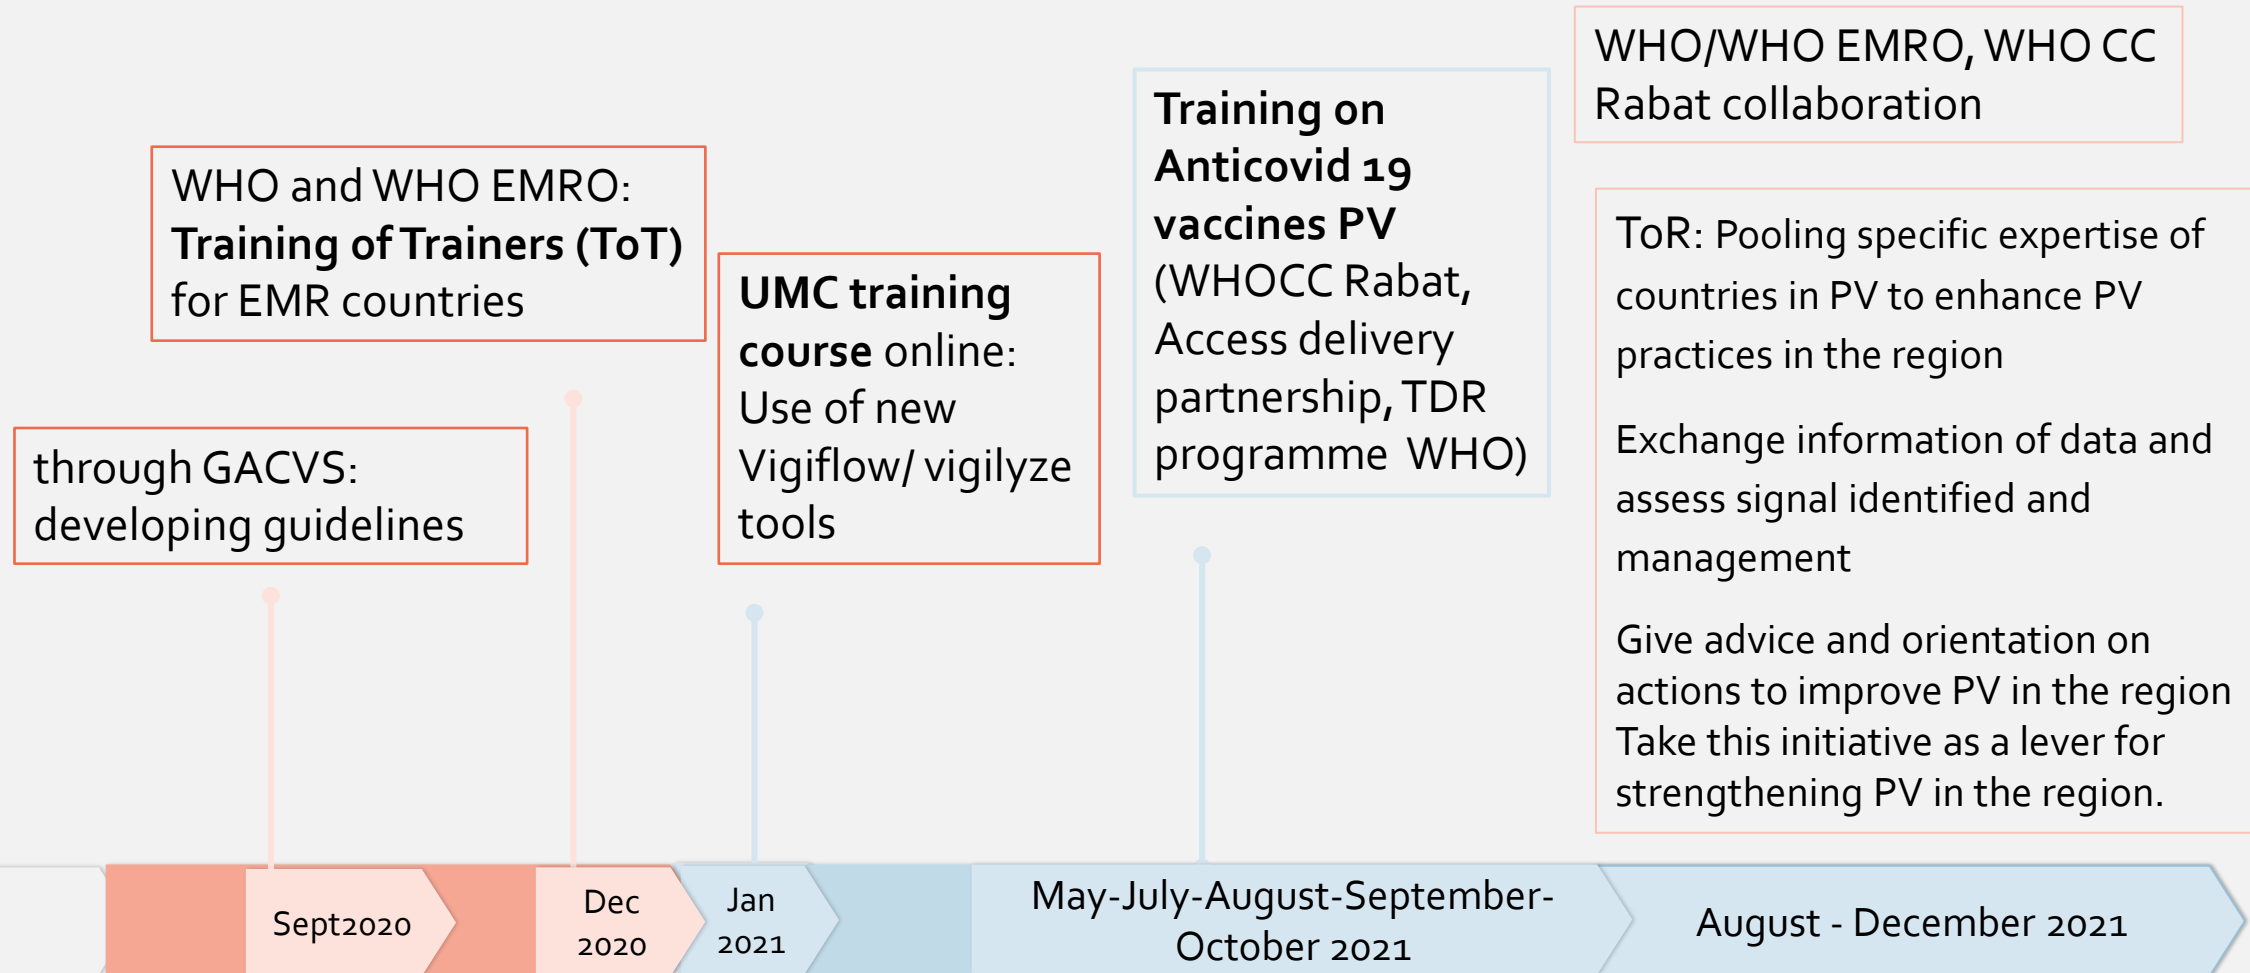 through GACVS:
developing guidelines
WHO and WHO EMRO:
Training of Trainers (ToT)
for EMR countries
UMC training
course online:
Use of new
Vigiflow/ vigilyze
tools
Training on
Anticovid 19
vaccines PV
(WHOCC Rabat,
Access delivery
partnership, TDR
programme WHO)
WHO/WHO EMRO, WHO CC
Rabat collaboration
ToR: Pooling specific expertise of
countries in PV to enhance PV
practices in the region
Exchange information of data and
assess signal identified and
management
Give advice and orientation on
actions to improve PV in the region
Take this initiative as a lever for
strengthening PV in the region.
Sept2020
Dec
2020
Jan
2021
May-July-August-September-
October 2021
August - December 2021